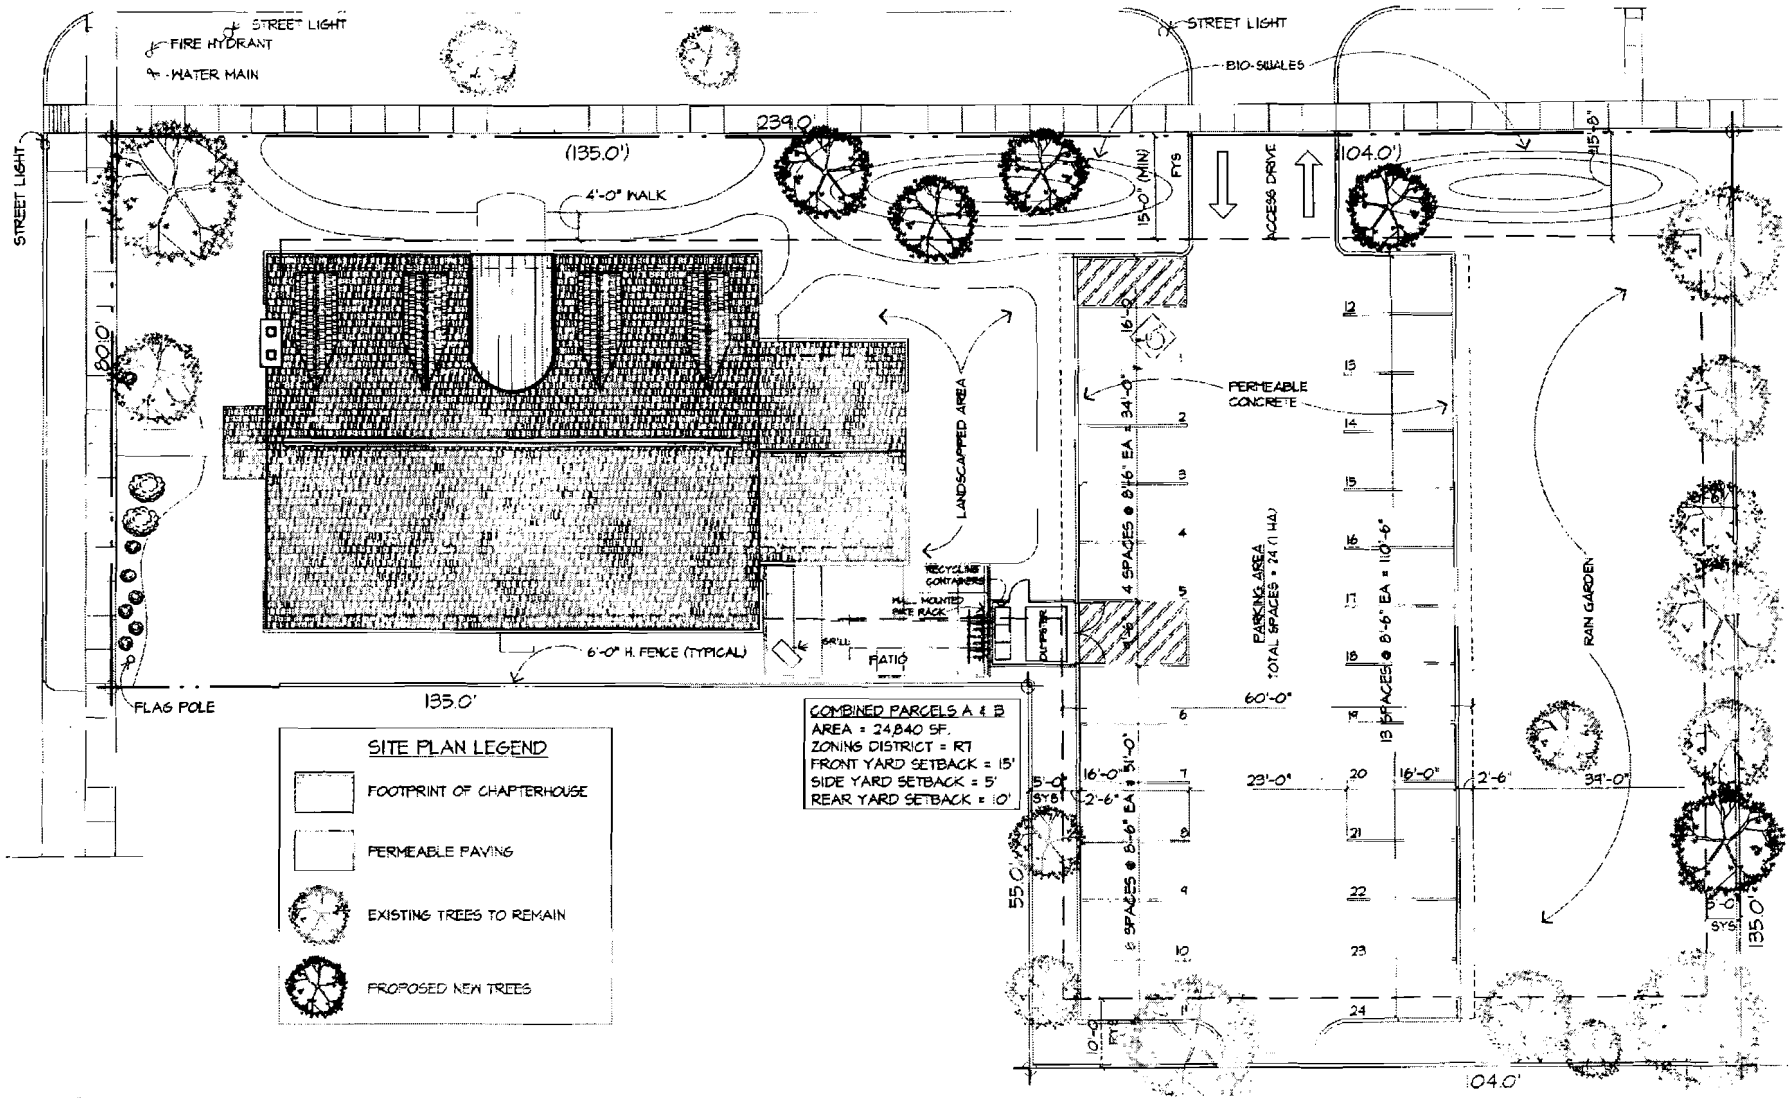 STREET LIGHT
FIRE HYDRANT
WATER MAIN
STREET LIGHT
BIO-SWALES
STREET LIGHT
239.0'
(135.0')
(104.0')
15'-8"
4'-0" WALK
15'-0" (MIN)
FYS
ACCESS DRIVE
80.0'
12
16'-0"
13
PERMEABLE
CONCRETE
2
14
3
15
LANDSCAPPED AREA
4 SPACES @ 8'-6" EA = 34'-0"
4
16
PARKING AREA
TOTAL SPACES = 24 (1 HA)
13 SPACES @ 8'-6" EA = 110'-6"
RAIN GARDEN
RECYCLING
CONTAINERS
WALL MOUNTED
BIKE RACK
5
17
DUMPSTER
GRILL
PATIO
18
6'-0" H. FENCE (TYPICAL)
FLAG POLE
135.0'
60'-0"
6
19
COMBINED PARCELS A & B
AREA = 24,840 SF.
ZONING DISTRICT = R7
FRONT YARD SETBACK = 15'
SIDE YARD SETBACK = 5'
REAR YARD SETBACK = 10'
SITE PLAN LEGEND
FOOTPRINT OF CHAPTERHOUSE
PERMEABLE PAVING
EXISTING TREES TO REMAIN
PROPOSED NEW TREES
5'-0"
SYS
16'-0"
2'-6"
7
23'-0"
20
16'-0"
2'-6"
39'-0"
6 SPACES @ 8'-6" EA = 51'-0"
21
55.0'
9
22
5'-0"
SYS
135.0'
10
23
10'-0"
RYS
24